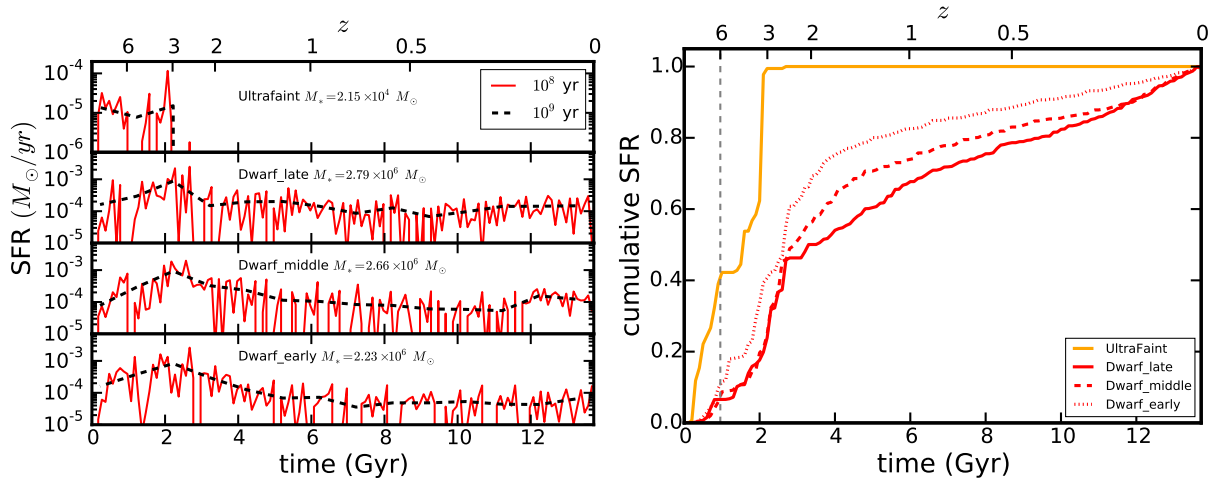 z
6 3 2 1 0.5 0
SFR (M⊙/yr)
10⁻⁴
10⁻⁵
10⁻⁶
Ultrafaint M* =2.15×10⁴ M⊙
10⁸ yr
10⁹ yr
10⁻³
10⁻⁴
10⁻⁵
Dwarf_late M* =2.79×10⁶ M⊙
10⁻³
10⁻⁴
10⁻⁵
Dwarf_middle M* =2.66×10⁶ M⊙
10⁻³
10⁻⁴
10⁻⁵
Dwarf_early M* =2.23×10⁶ M⊙
0 2 4 6 8 10 12
time (Gyr)
z
6 3 2 1 0.5 0
cumulative SFR
1.0
0.8
0.6
0.4
0.2
0.0
UltraFaint
Dwarf_late
Dwarf_middle
Dwarf_early
0 2 4 6 8 10 12
time (Gyr)